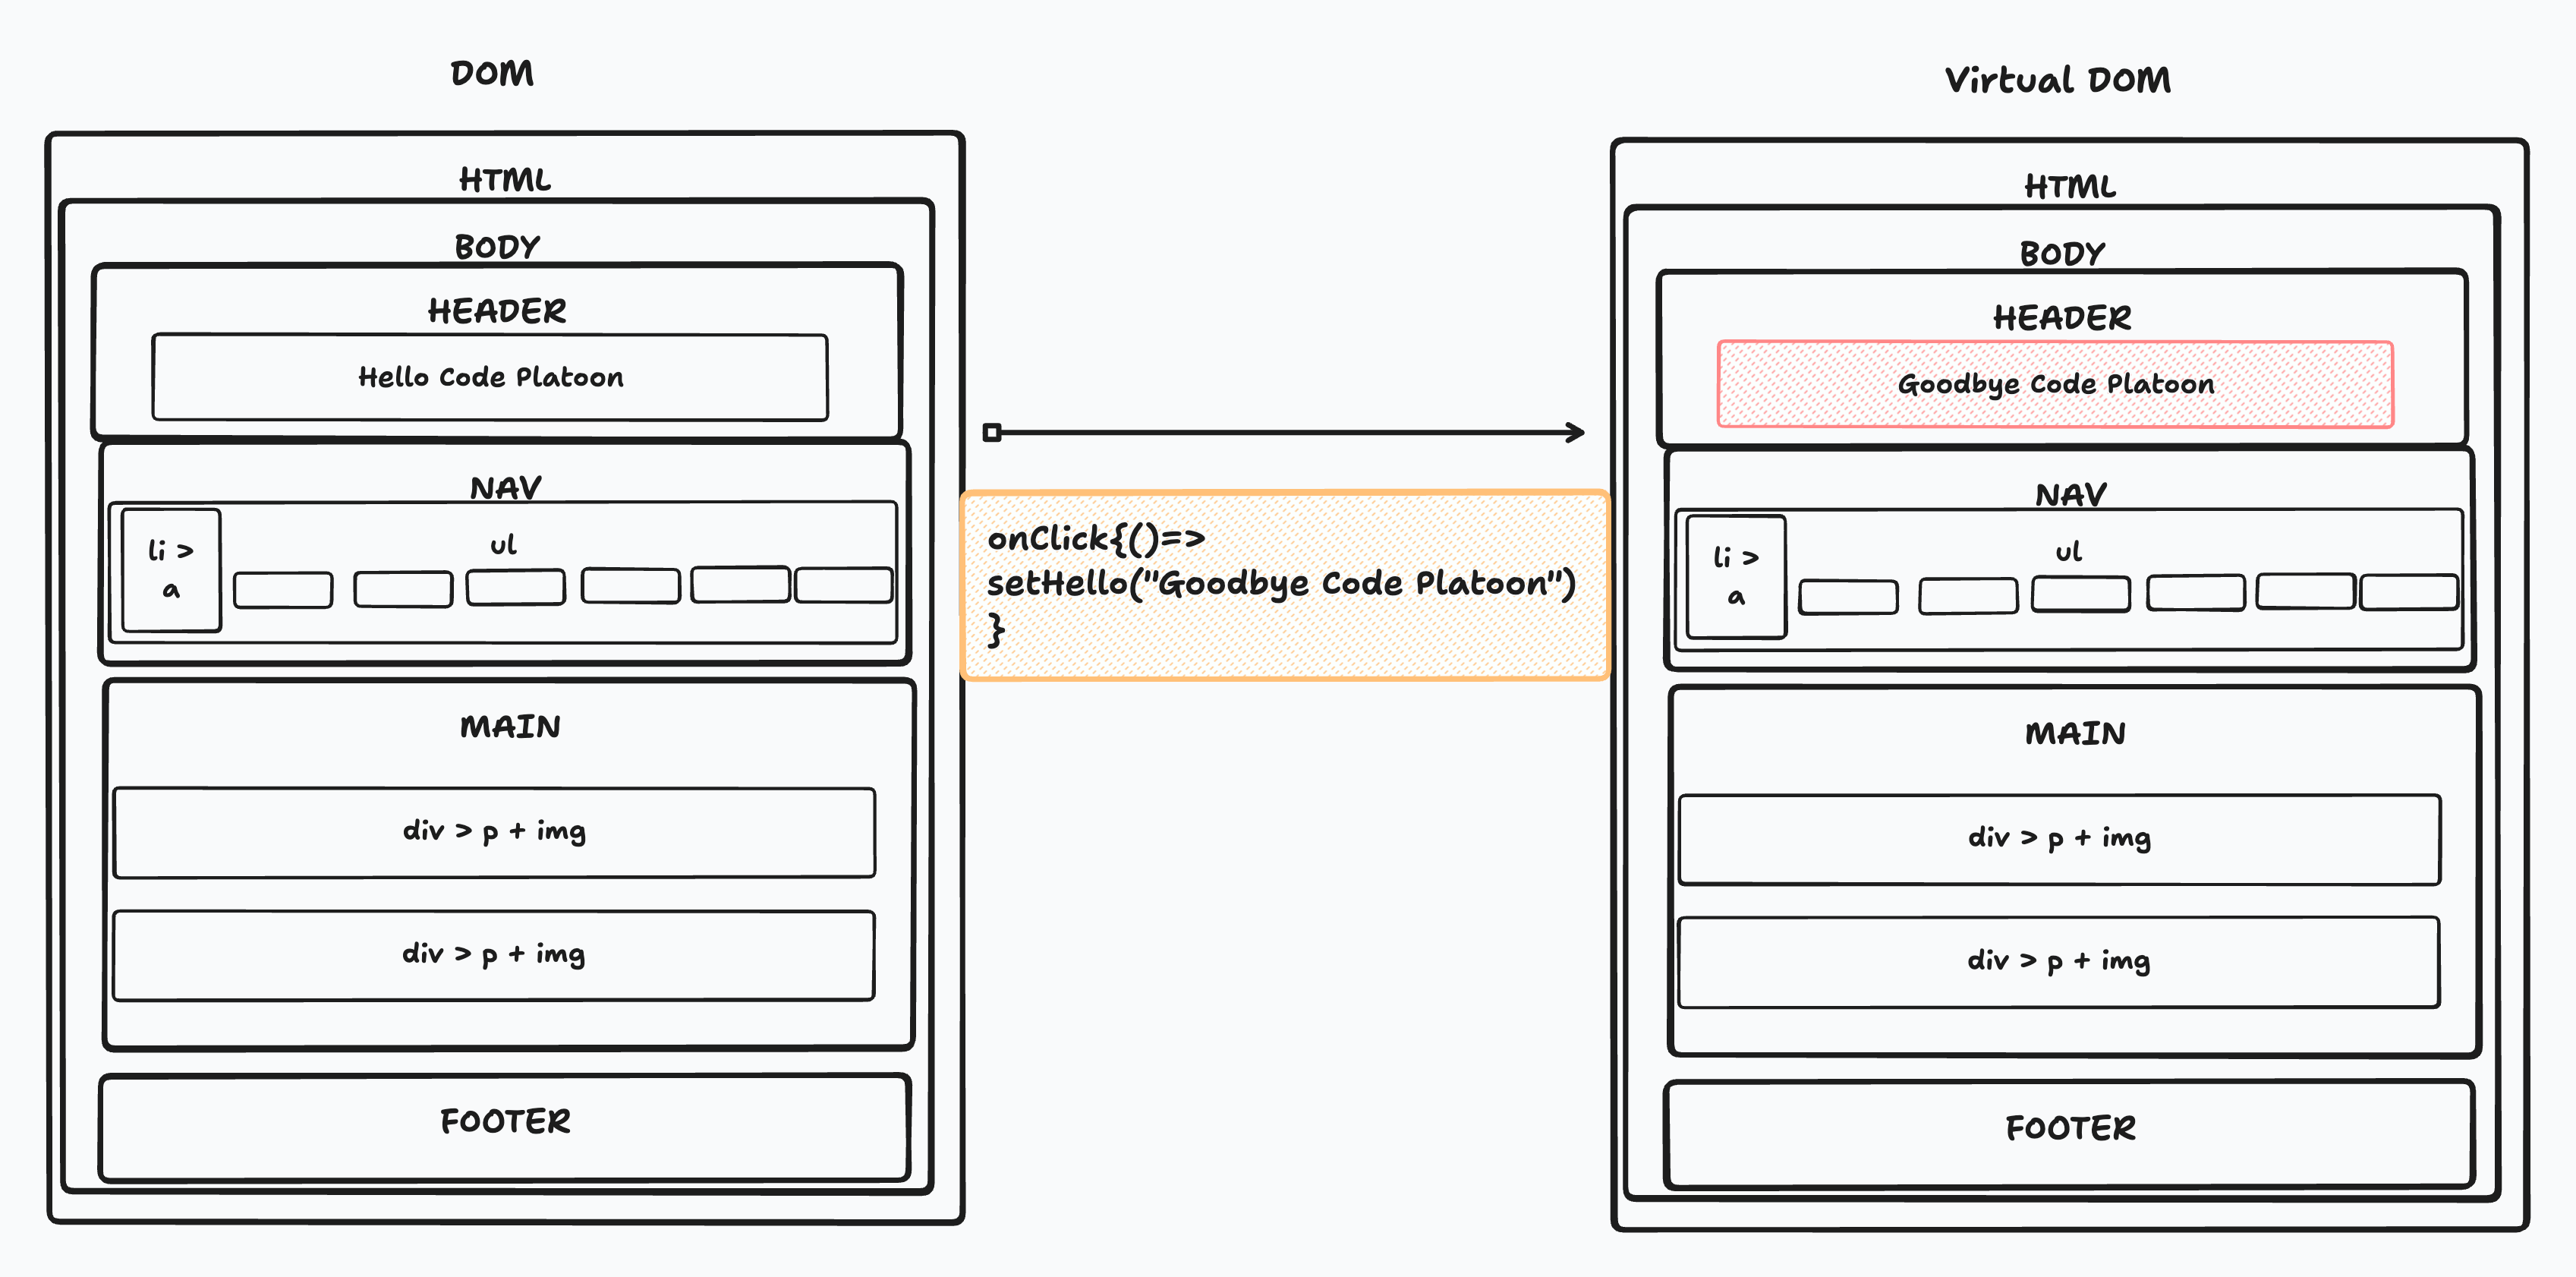 DOM
HTML
BODY
HEADER
Hello Code Platoon
NAV
ul
li >
a
MAIN
div > p + img
div > p + img
FOOTER
onClick{()=>
setHello("Goodbye Code Platoon")
}
Virtual DOM
HTML
BODY
HEADER
Goodbye Code Platoon
NAV
ul
li >
a
MAIN
div > p + img
div > p + img
FOOTER